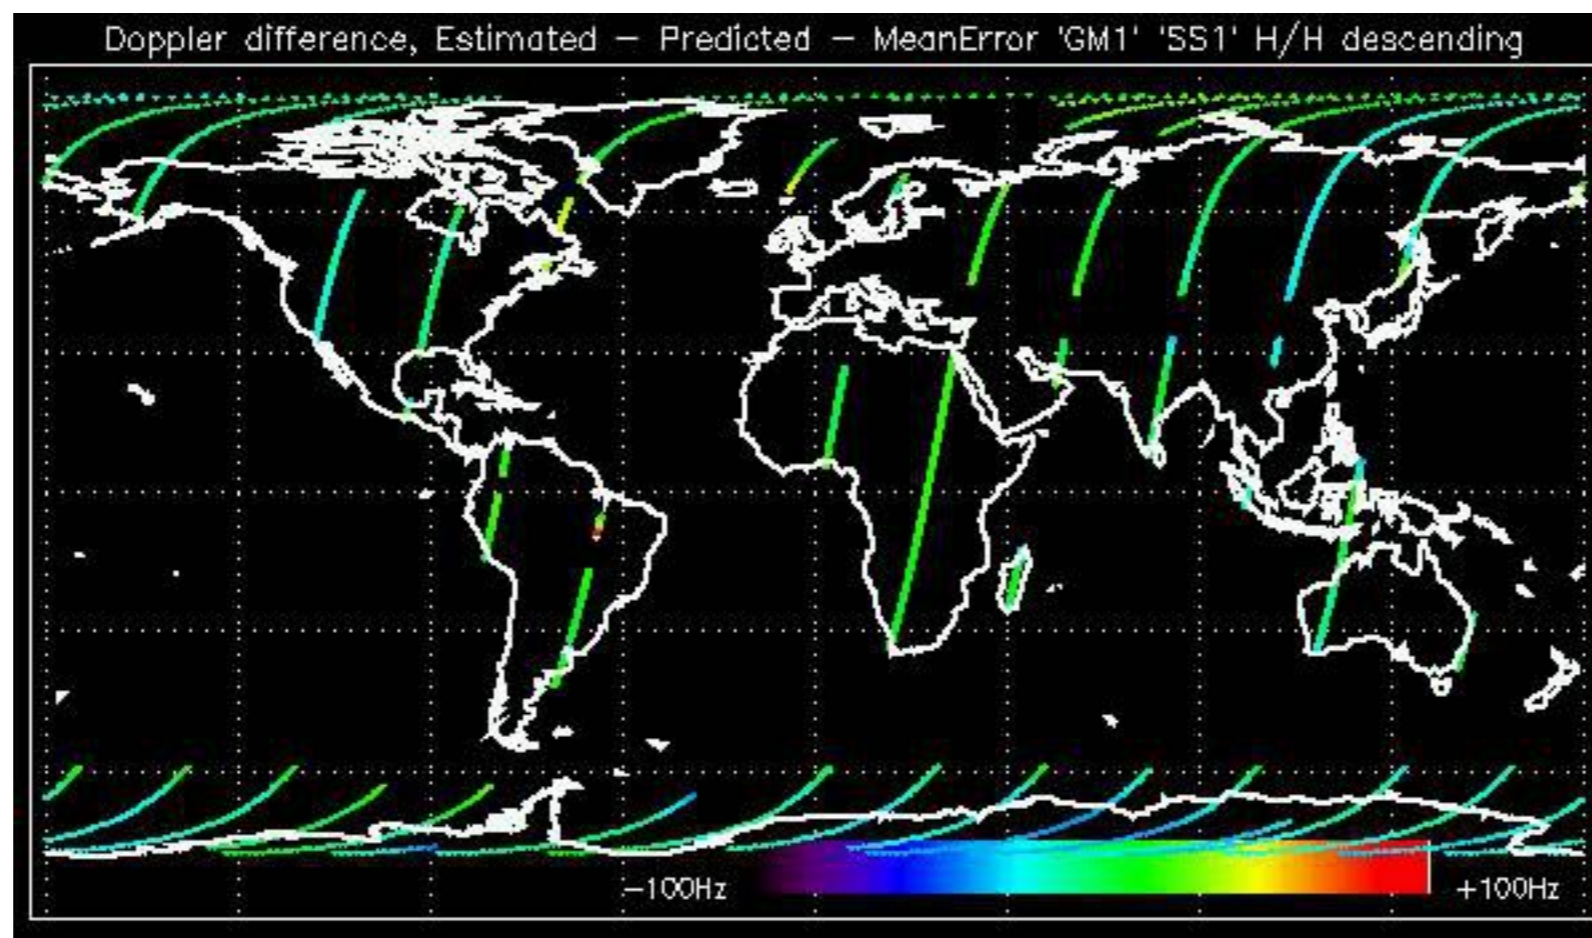 Doppler difference, Estimated – Predicted – MeanError 'GM1' 'SS1' H/H descending
–100Hz +100Hz